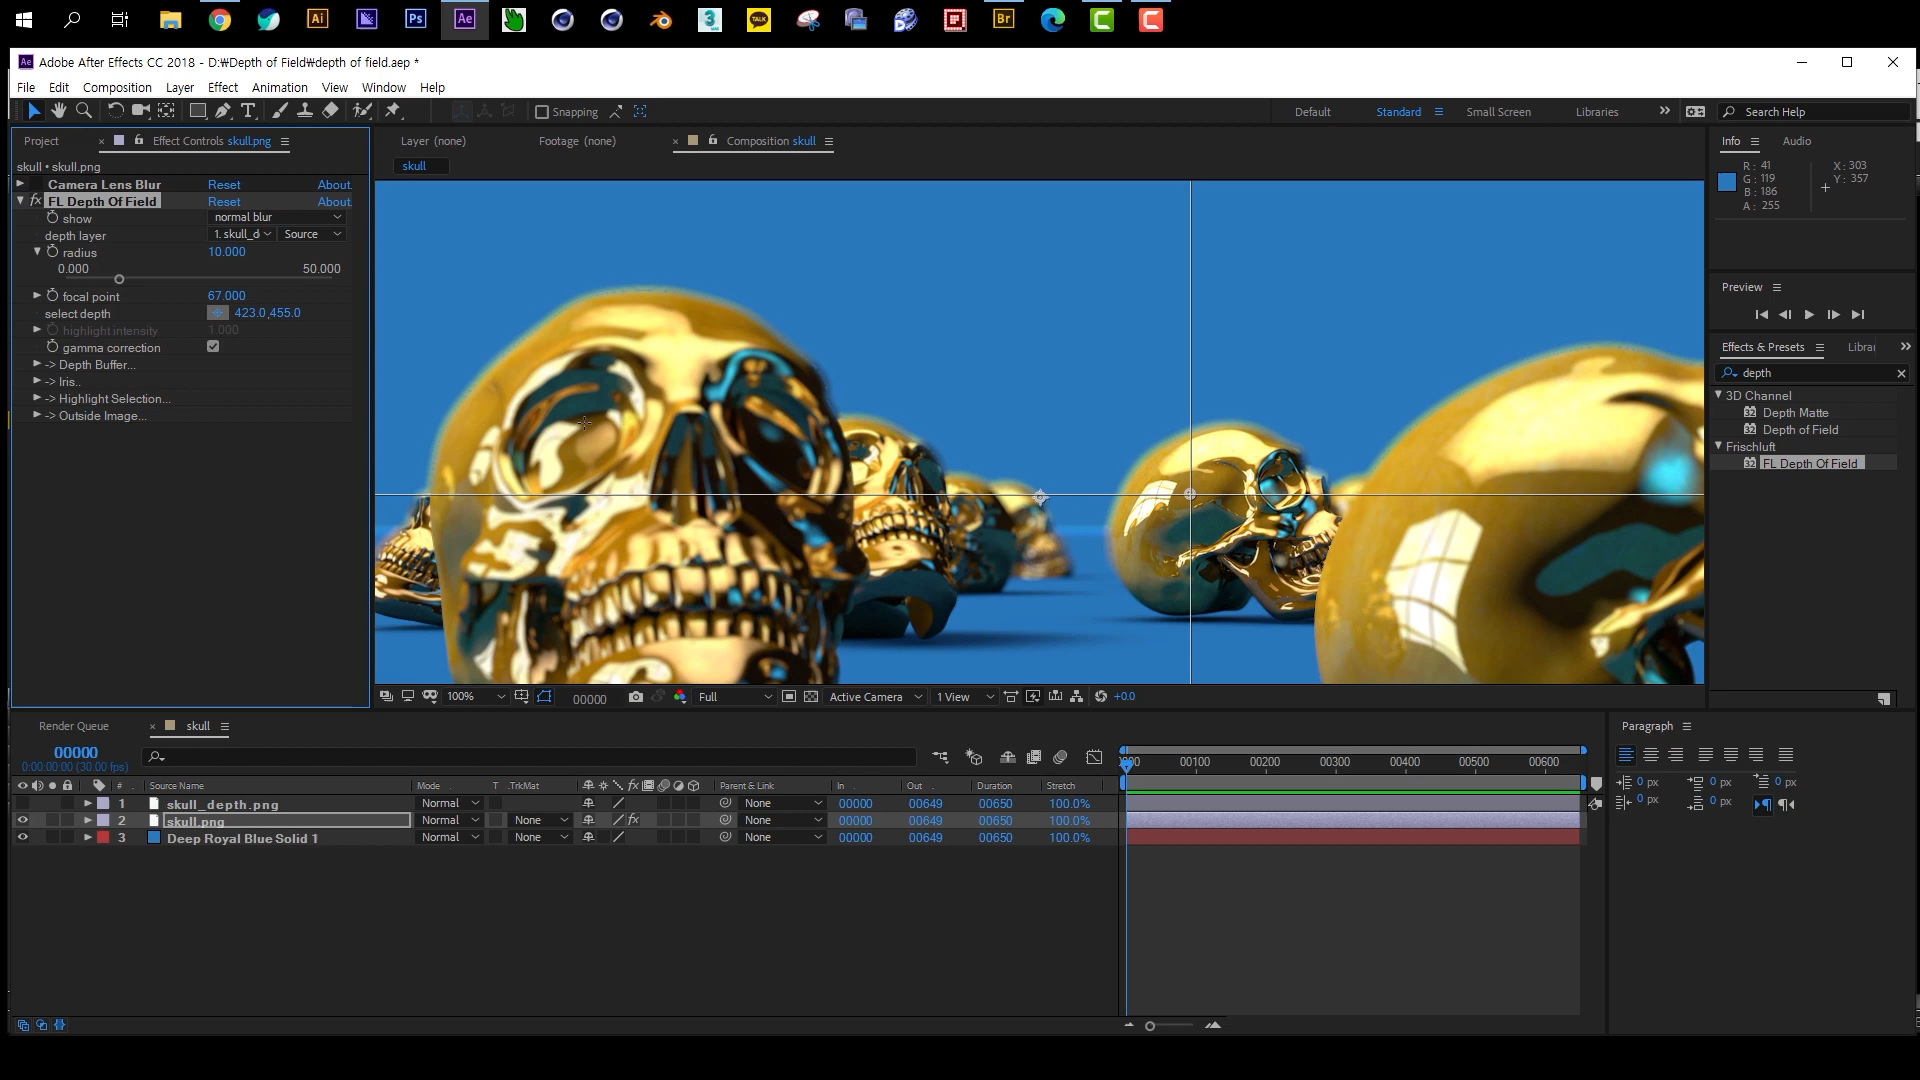 Adobe After Effects CC 2018 - D:₩Depth of Field₩depth of field.aep *
File Edit Composition Layer Effect Animation View Window Help
Snapping Default Standard Small Screen Libraries Search Help
Project Effect Controls skull.png Layer (none) Footage (none) Composition skull Info Audio
skull • skull.png skull
R: 41 X: 303
G: 119 Y: 357
B: 186
A: 255
Camera Lens Blur Reset About.
FL Depth Of Field Reset About.
show normal blur
depth layer 1. skull_d Source
radius 10.000
0.000 50.000
focal point 67.000
select depth 423.0,455.0
highlight intensity 1.000
gamma correction
-> Depth Buffer...
-> Iris..
-> Highlight Selection...
-> Outside Image...
Preview
Effects & Presets Librai
depth
3D Channel
Depth Matte
Depth of Field
Frischluft
FL Depth Of Field
100% 00000 Full Active Camera 1 View +0.0
Render Queue skull
Paragraph
00000
0:00:00:00 (30.00 fps)
00100 00200 00300 00400 00500 00600
# Source Name Mode T .TrkMat Parent & Link In Out Duration Stretch
1 skull_depth.png Normal None 00000 00649 00650 100.0%
2 skull.png Normal None None 00000 00649 00650 100.0%
3 Deep Royal Blue Solid 1 Normal None None 00000 00649 00650 100.0%
0 px 0 px 0 px
0 px 0 px